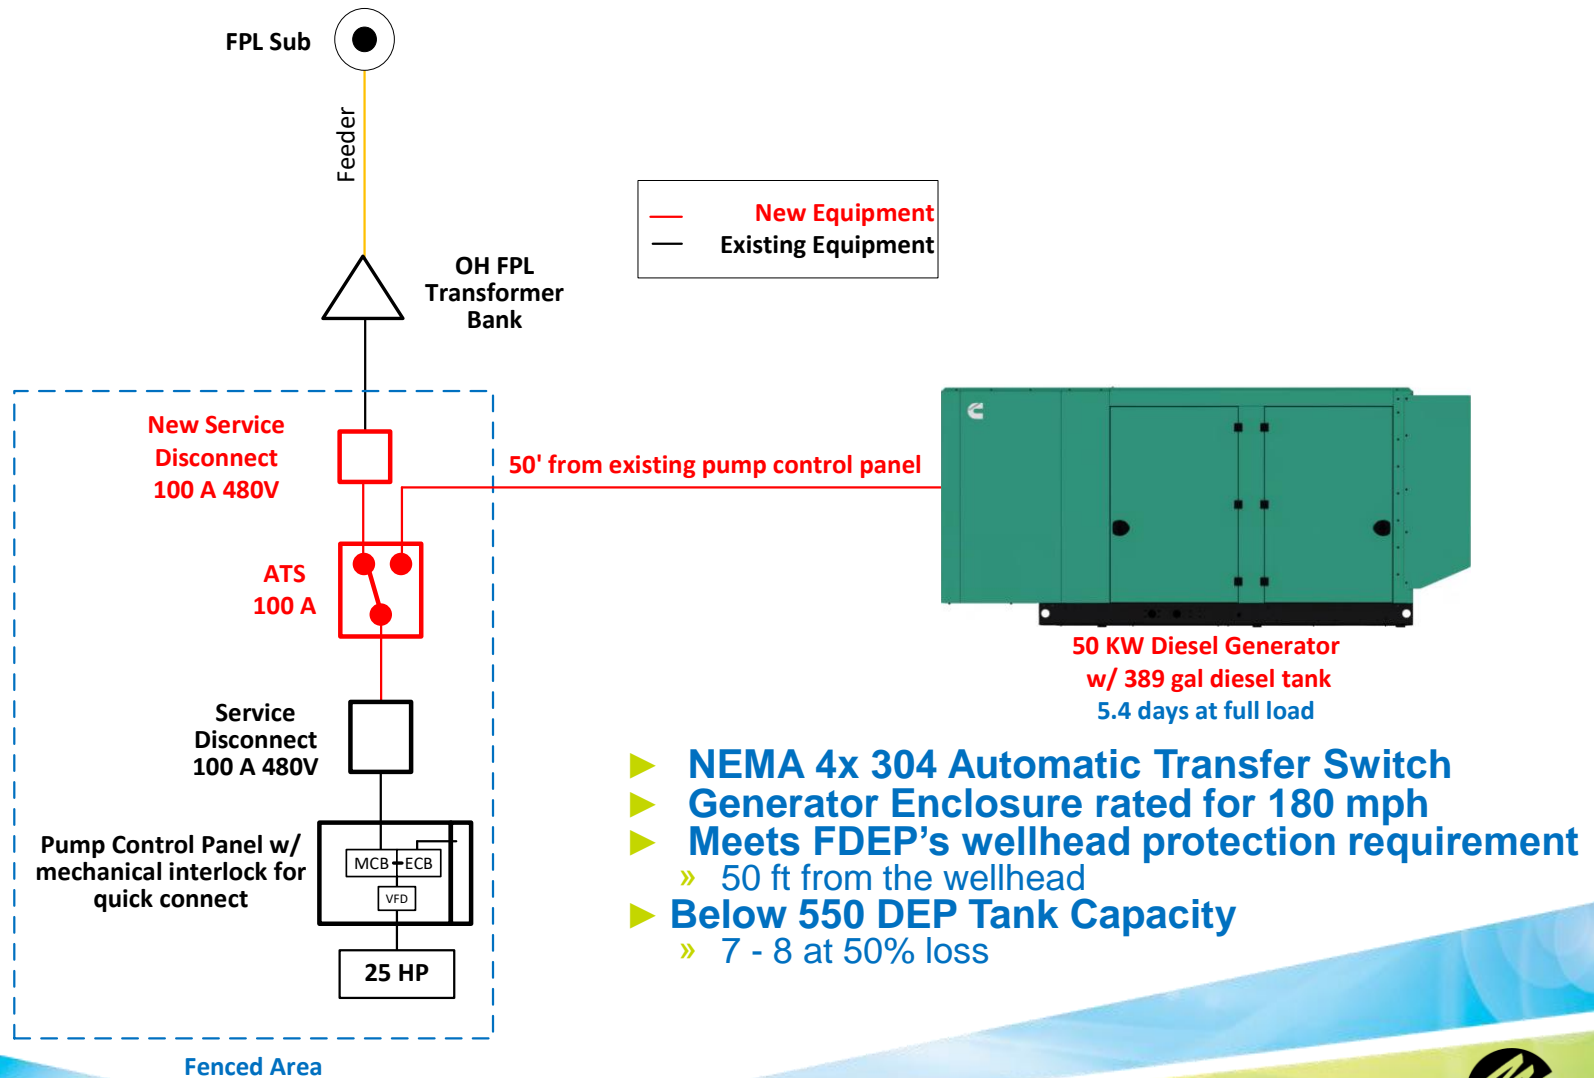 FPL Sub
Feeder
New Equipment
Existing Equipment
OH FPL
Transformer
Bank
New Service
Disconnect
100 A 480V
50' from existing pump control panel
ATS
100 A
50 KW Diesel Generator
w/ 389 gal diesel tank
5.4 days at full load
Service
Disconnect
100 A 480V
Pump Control Panel w/
mechanical interlock for
quick connect
MCB
ECB
VFD
25 HP
Fenced Area
► NEMA 4x 304 Automatic Transfer Switch
► Generator Enclosure rated for 180 mph
► Meets FDEP's wellhead protection requirement
» 50 ft from the wellhead
► Below 550 DEP Tank Capacity
» 7 - 8 at 50% loss